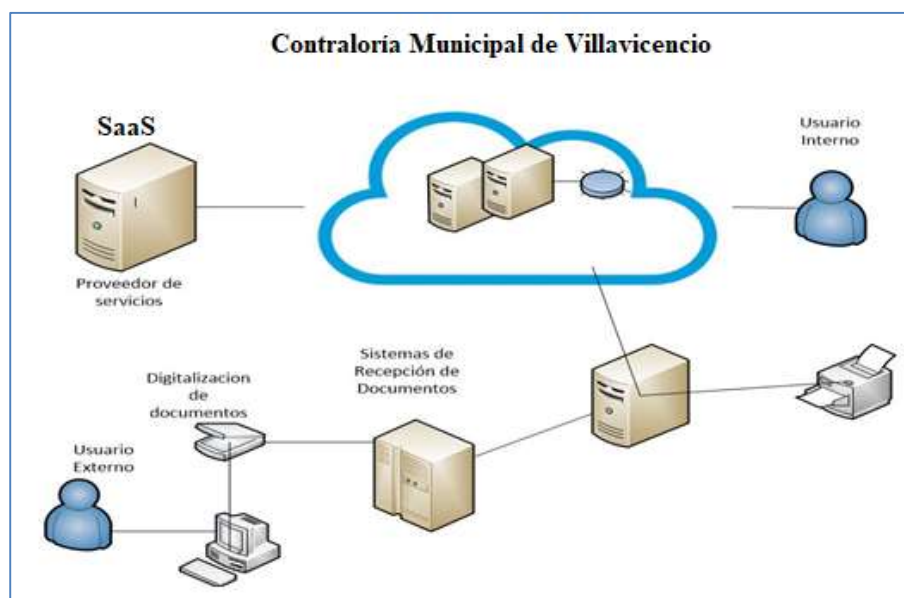 Contraloría Municipal de Villavicencio
SaaS
Proveedor de
servicios
Usuario
Interno
Sistemas de
Recepción de
Documentos
Digitalizacion
de
documentos
Usuario
Externo